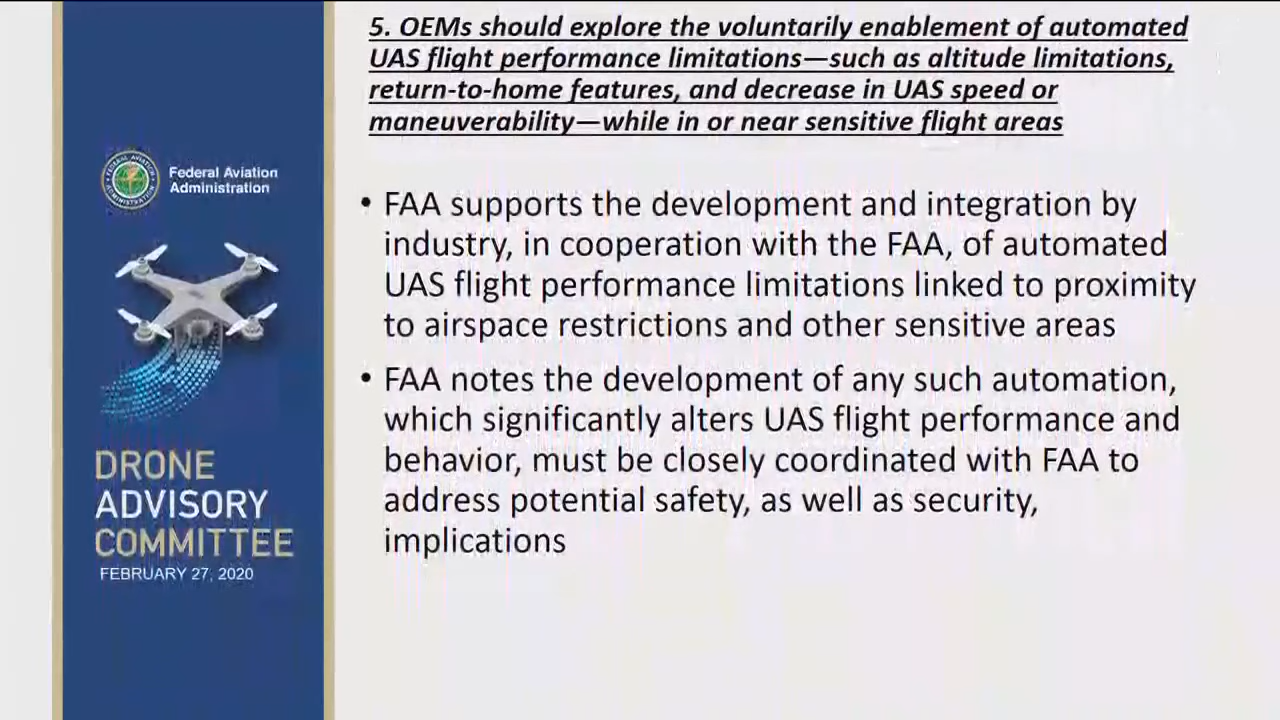 5. OEMs should explore the voluntarily enablement of automated
UAS flight performance limitations—such as altitude limitations,
return-to-home features, and decrease in UAS speed or
maneuverability—while in or near sensitive flight areas
Federal Aviation
Administration
• FAA supports the development and integration by
industry, in cooperation with the FAA, of automated
UAS flight performance limitations linked to proximity
to airspace restrictions and other sensitive areas
• FAA notes the development of any such automation,
which significantly alters UAS flight performance and
behavior, must be closely coordinated with FAA to
address potential safety, as well as security,
implications
DRONE
ADVISORY
COMMITTEE
FEBRUARY 27, 2020